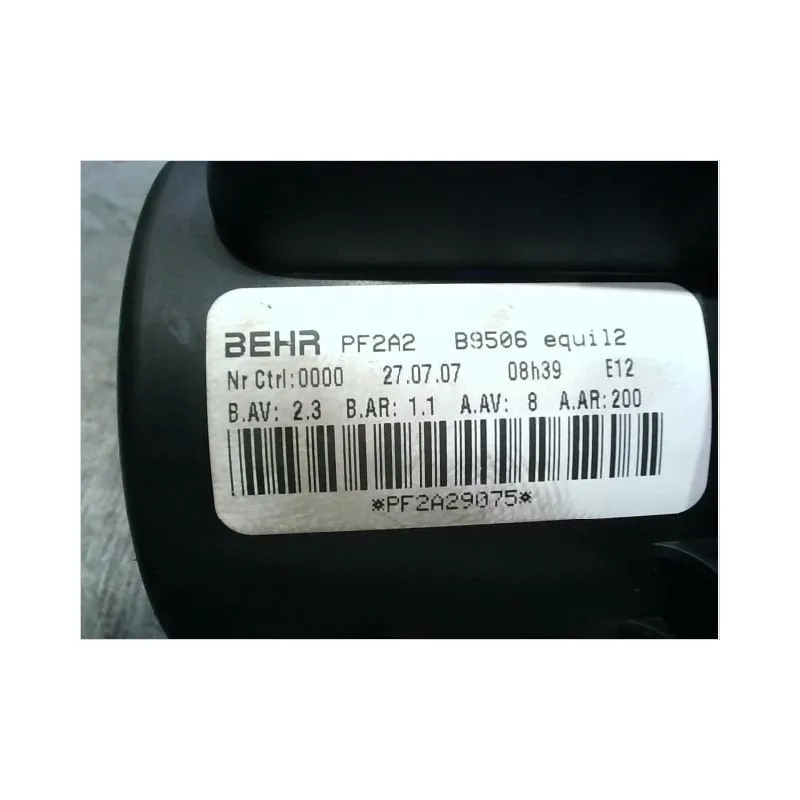 BEHR PF2A2 B9506 equil2
Nr Ctrl:0000 27.07.07 08h39 E12
B.AV: 2.3 B.AR: 1.1 A.AV: 8 A.AR:200
*PF2A29075*